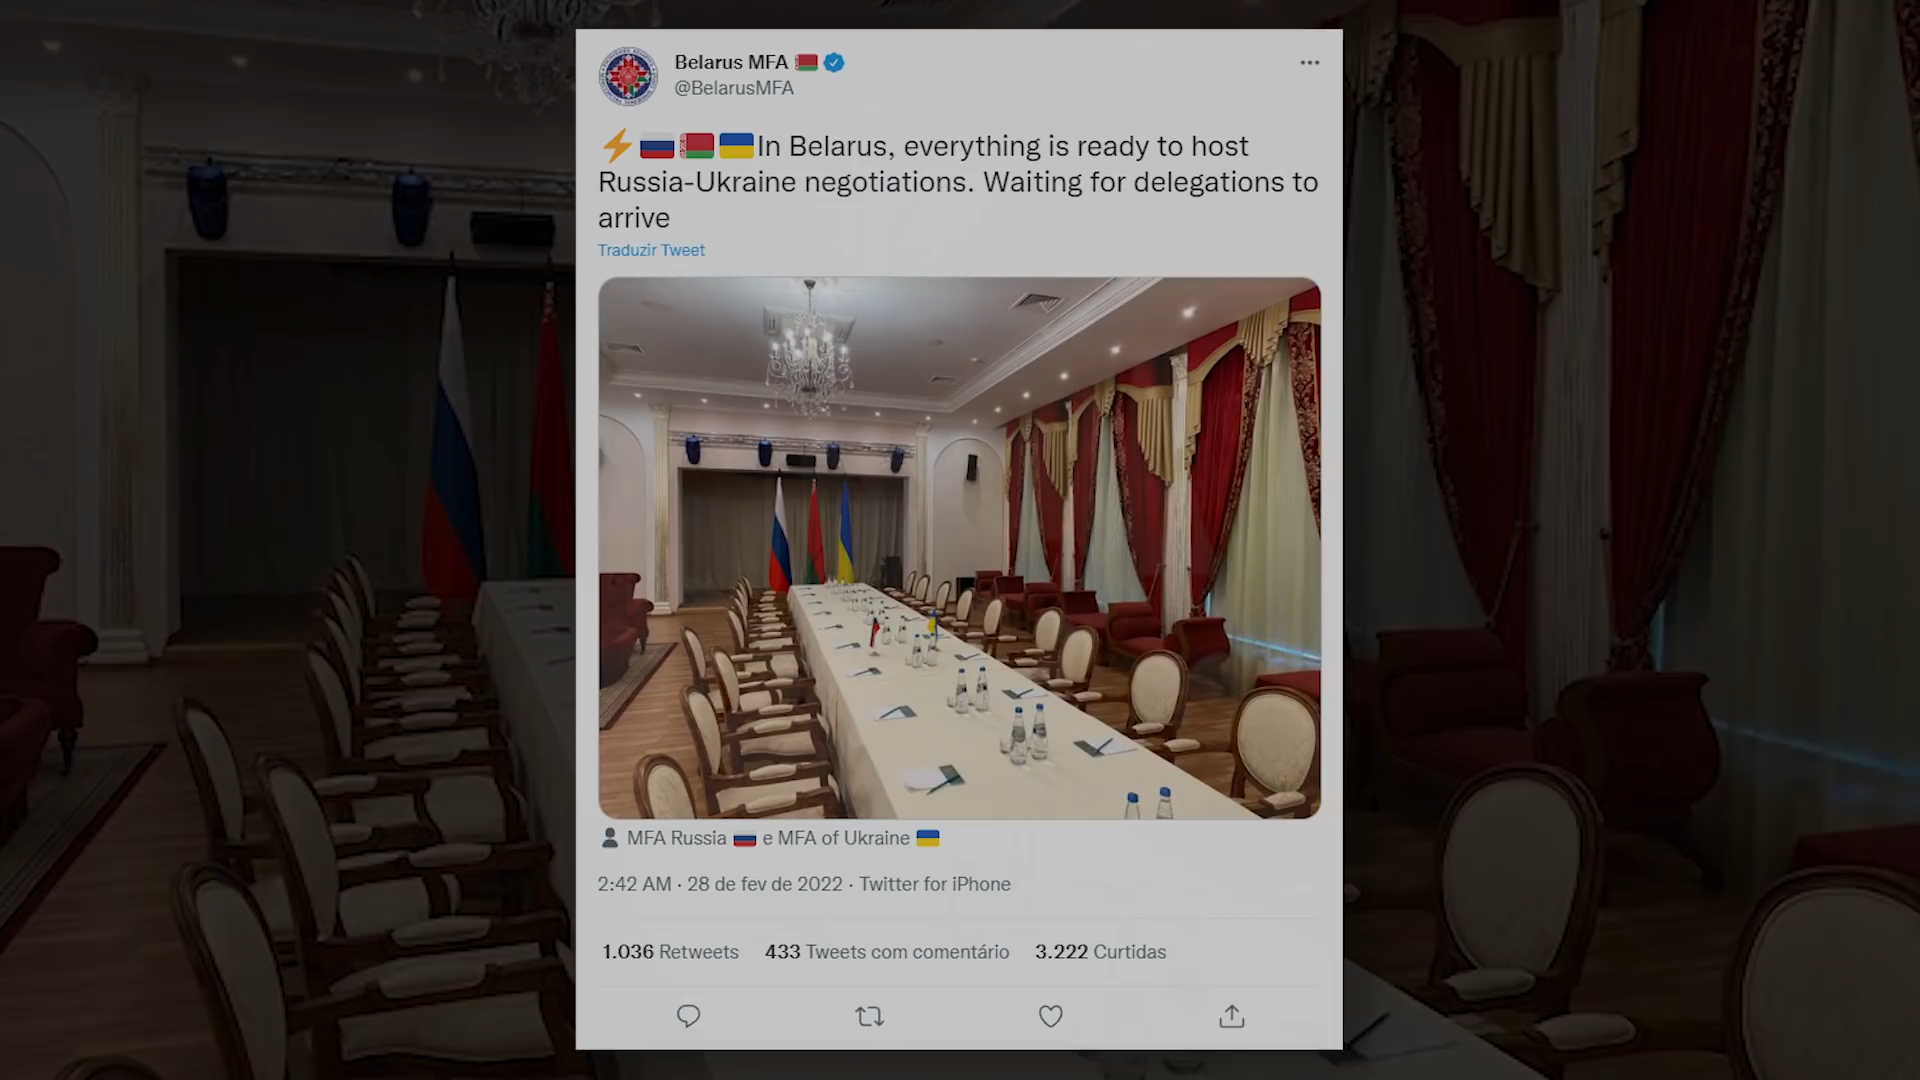 Belarus MFA
@BelarusMFA
In Belarus, everything is ready to host
Russia-Ukraine negotiations. Waiting for delegations to
arrive
Traduzir Tweet
MFA Russia e MFA of Ukraine
2:42 AM · 28 de fev de 2022 · Twitter for iPhone
1.036 Retweets 433 Tweets com comentário 3.222 Curtidas